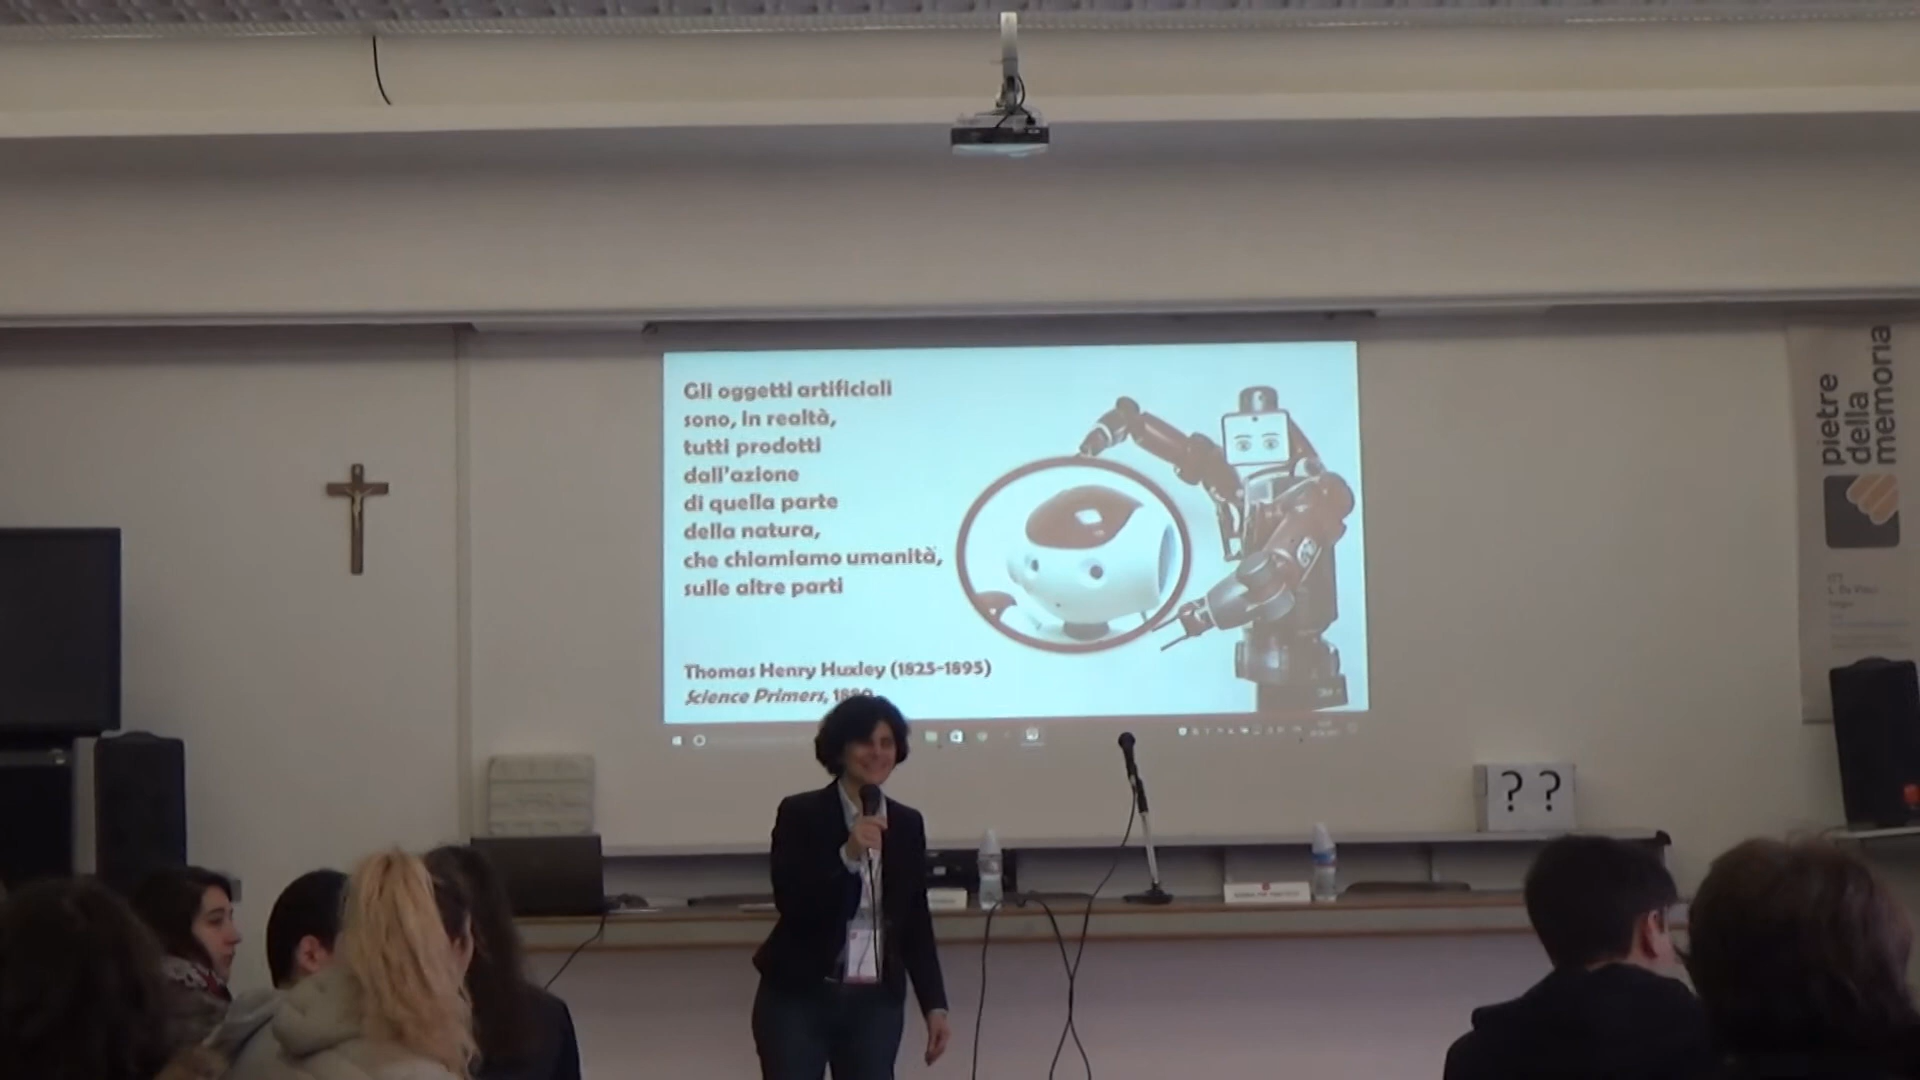 Gli oggetti artificiali
sono, in realtà,
tutti prodotti
dall'azione
di quella parte
della natura,
che chiamiamo umanità,
sulle altre parti
Thomas Henry Huxley (1825-1895)
Science Primers,
pietre
della
memoria
? ?